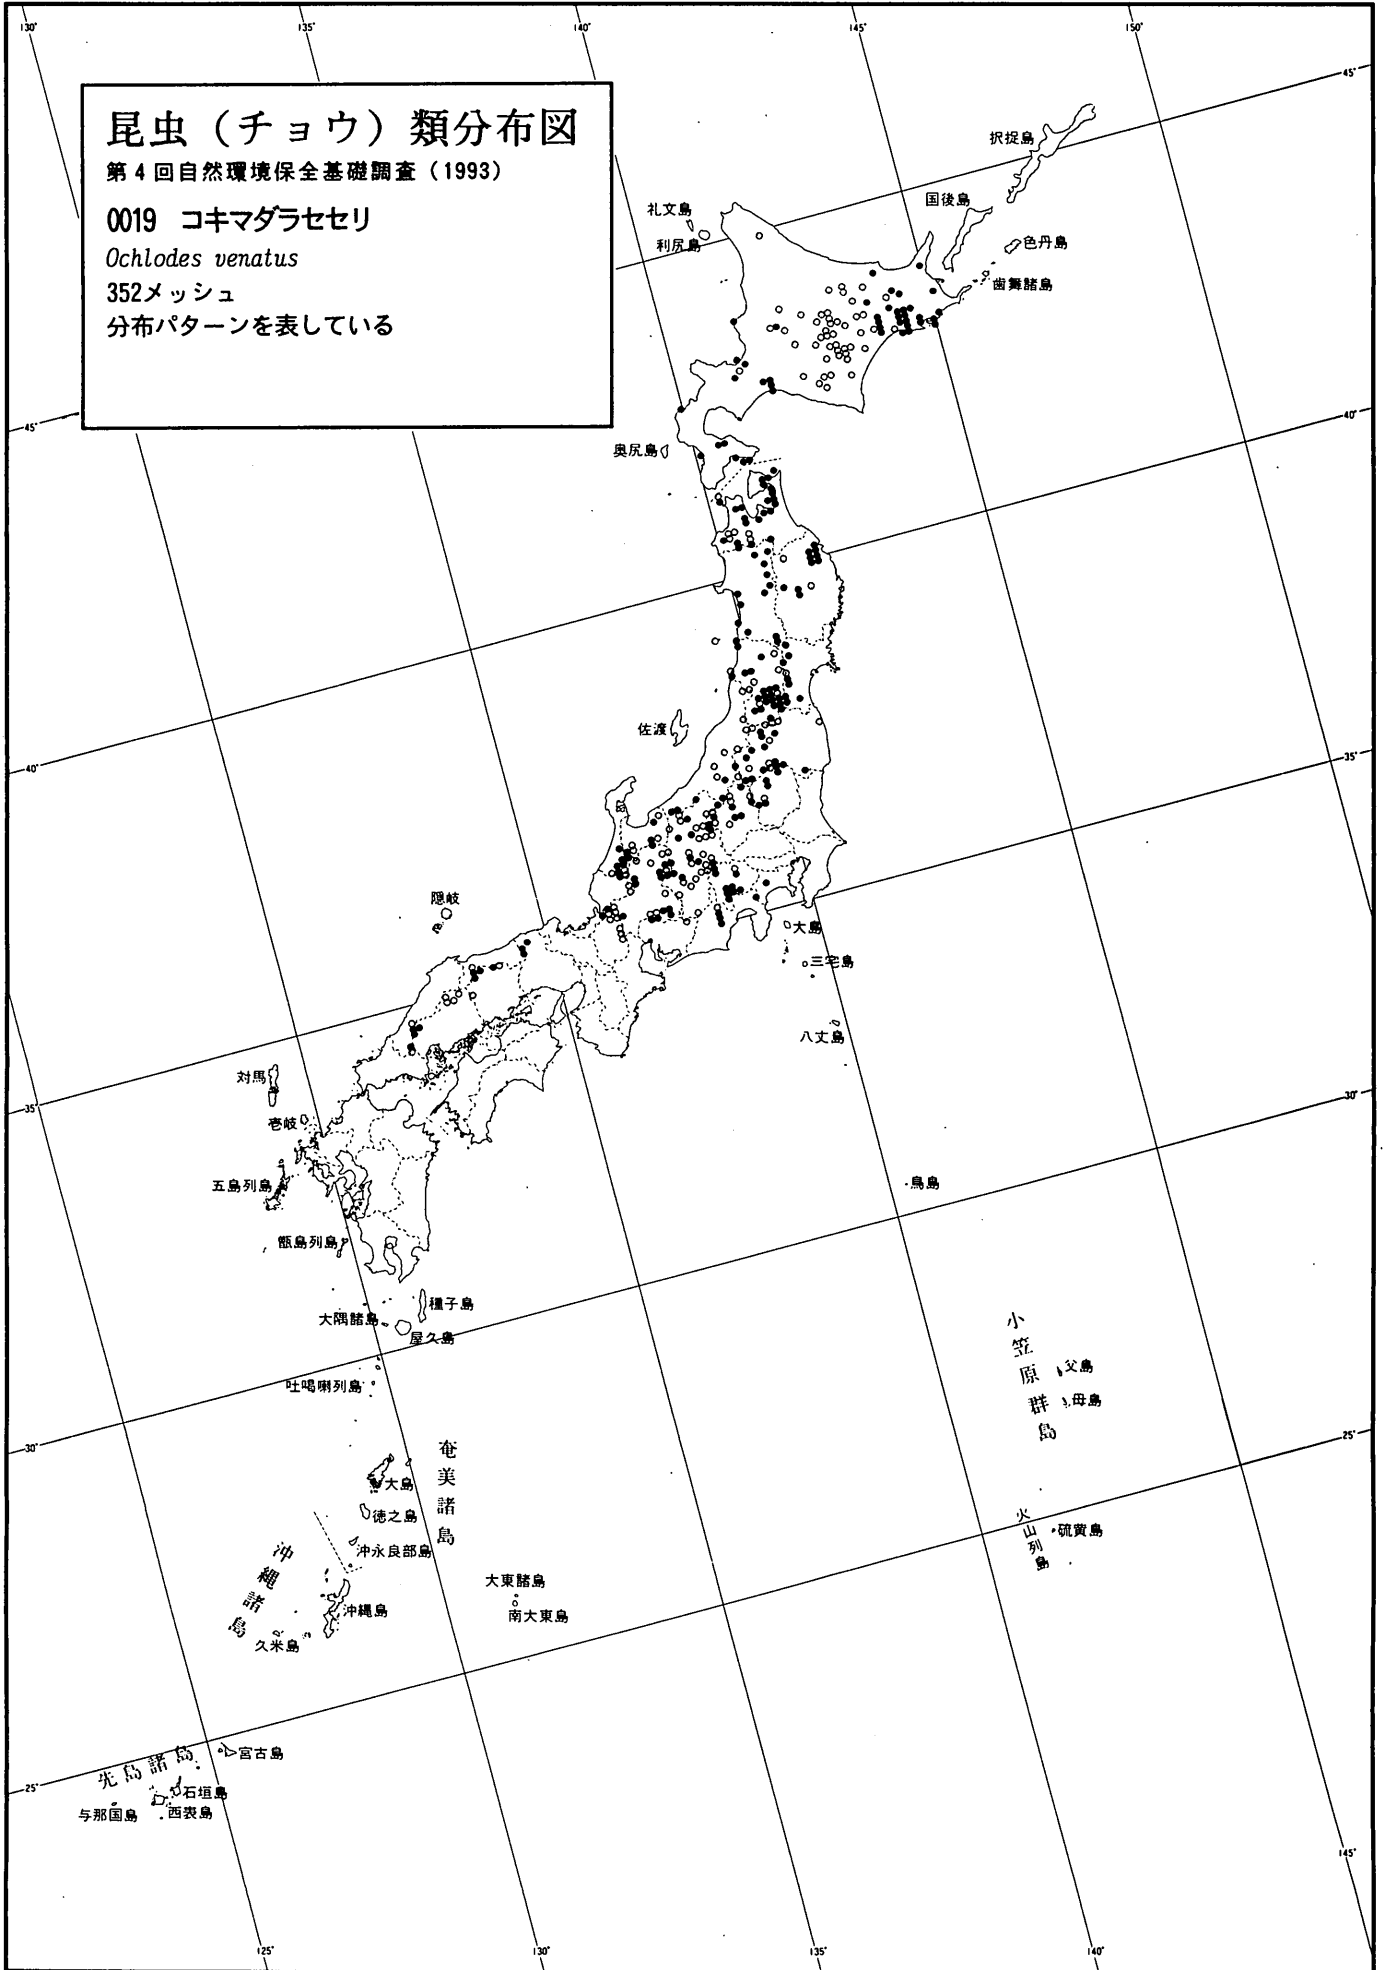 130°
135°
140°
145°
150°
昆虫（チョウ）類分布図
第４回自然環境保全基礎調査（1993）
0019 コキマダラセセリ
Ochlodes venatus
352メッシュ
分布パターンを表している
45°
択捉島
国後島
礼文島
利尻島
色丹島
歯舞諸島
45°
40°
奥尻島
佐渡
40°
35°
隠岐
大島
三宅島
八丈島
対馬
35°
壱岐
30°
五島列島
鳥島
甑島列島
種子島
大隅諸島
屋久島
小笠原群島
父島
吐噶喇列島
母島
30°
奄美諸島
25°
大島
徳之島
火山列島
硫黄島
沖永良部島
沖縄諸島
大東諸島
沖縄島
南大東島
久米島
先島諸島
宮古島
25°
石垣島
与那国島
西表島
145°
125°
130°
135°
140°